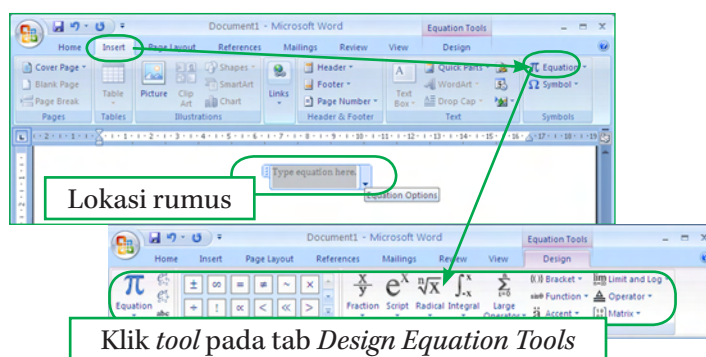 Document1 - Microsoft Word
Equation Tools
Home Insert Page Layout References Mailings Review View Design
Cover Page Shapes Header Quick Parts π Equation
Blank Page SmartArt Footer WordArt Ω Symbol
Page Break Table Picture Clip Art Chart Links Page Number Text Box Drop Cap
Pages Tables Illustrations Header & Footer Text Symbols
Type equation here.
Equation Options
Lokasi rumus
Document1 - Microsoft Word
Equation Tools
Home Insert Page Layout References Mailings Review View Design
π ± ∞ = ≠ ~ × x/y eˣ ⁿ√x {()} Bracket lim Limit and Log
Equation abc ÷ ! ∝ < ≪ > Fraction Script Radical Integral Large Operator Function Operator
Accent Matrix
Klik tool pada tab Design Equation Tools